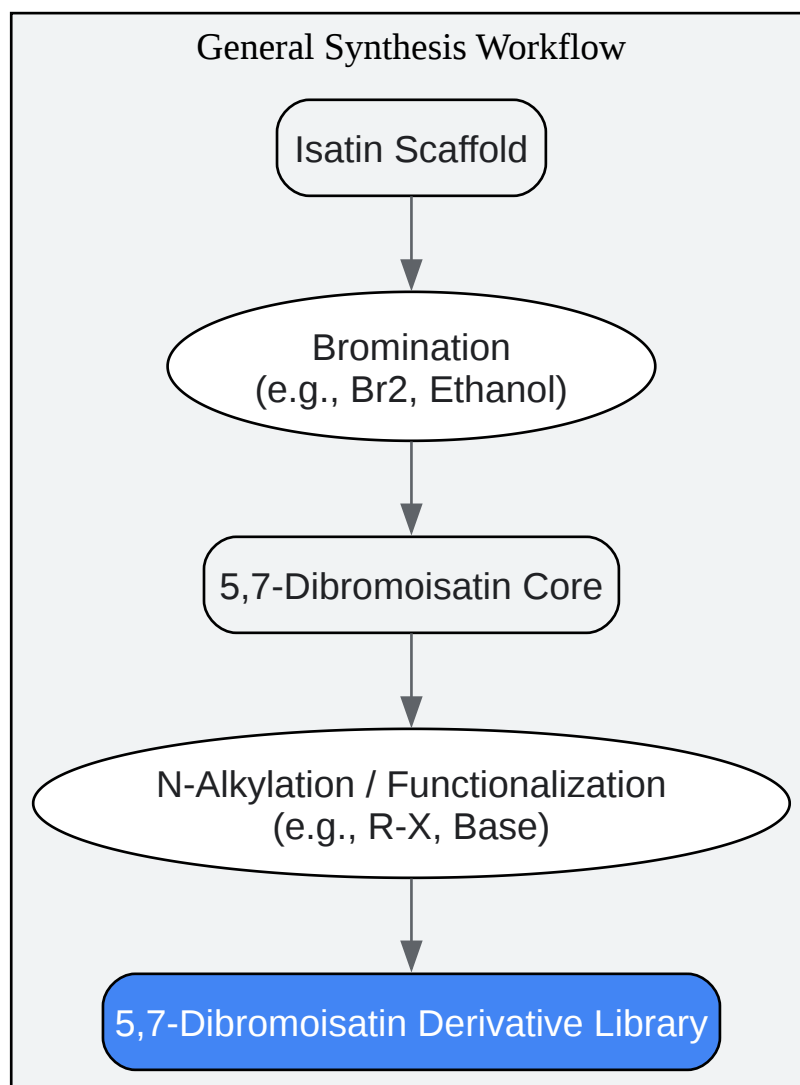 General Synthesis Workflow
Isatin Scaffold
Bromination
(e.g., Br2, Ethanol)
5,7-Dibromoisatin Core
N-Alkylation / Functionalization
(e.g., R-X, Base)
5,7-Dibromoisatin Derivative Library